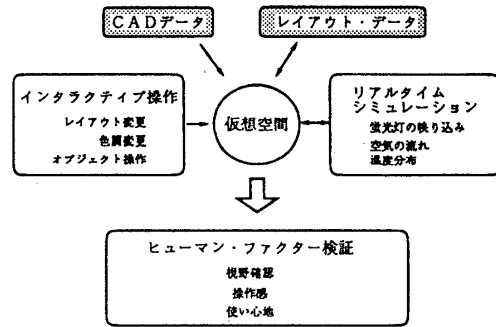 CADデータ
レイアウト・データ
インタラクティブ操作
レイアウト変更
色調変更
オブジェクト操作
仮想空間
リアルタイム
シミュレーション
蛍光灯の映り込み
空気の流れ
温度分布
ヒューマン・ファクター検証
視野確認
操作感
使い心地